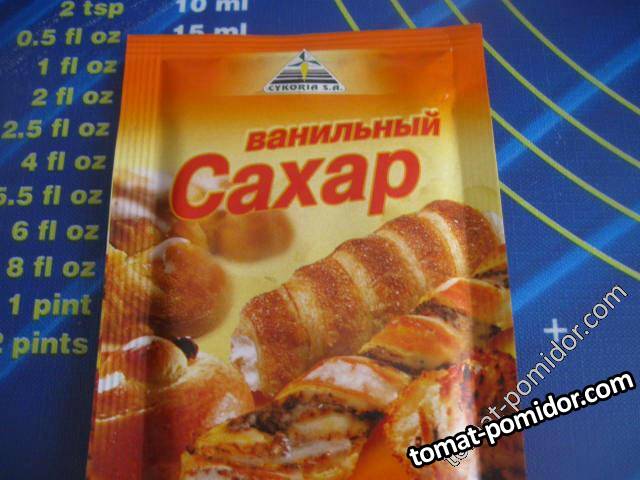 2 tsp 10 ml
0.5 fl oz 15 ml
1 fl oz
2 fl oz
2.5 fl oz
4 fl oz
5.5 fl oz
6 fl oz
8 fl oz
1 pint
2 pints
CYKORIA S.A.
ванильный
Сахар
+
tomat-pomidor.com
tomat-pomidor.com